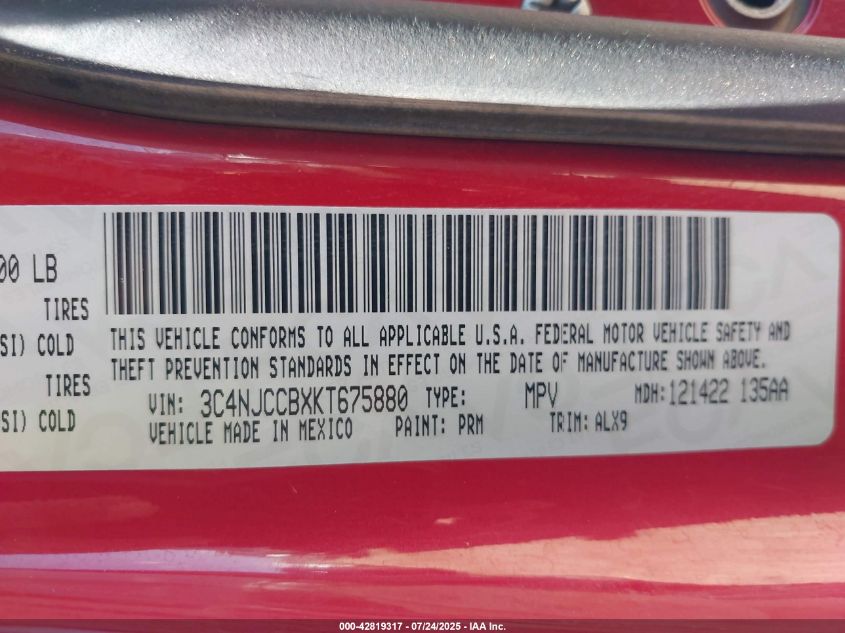 00 LB
TIRES
SI) COLD
TIRES
SI) COLD
THIS VEHICLE CONFORMS TO ALL APPLICABLE U.S.A. FEDERAL MOTOR VEHICLE SAFETY AND
THEFT PREVENTION STANDARDS IN EFFECT ON THE DATE OF MANUFACTURE SHOWN ABOVE.
VIN: 3C4NJCCBXKT675880 TYPE: MPV MDH: 121422 135AA
VEHICLE MADE IN MEXICO PAINT: PRM TRIM: ALX9
000-42819317 - 07/24/2025 - IAA Inc.